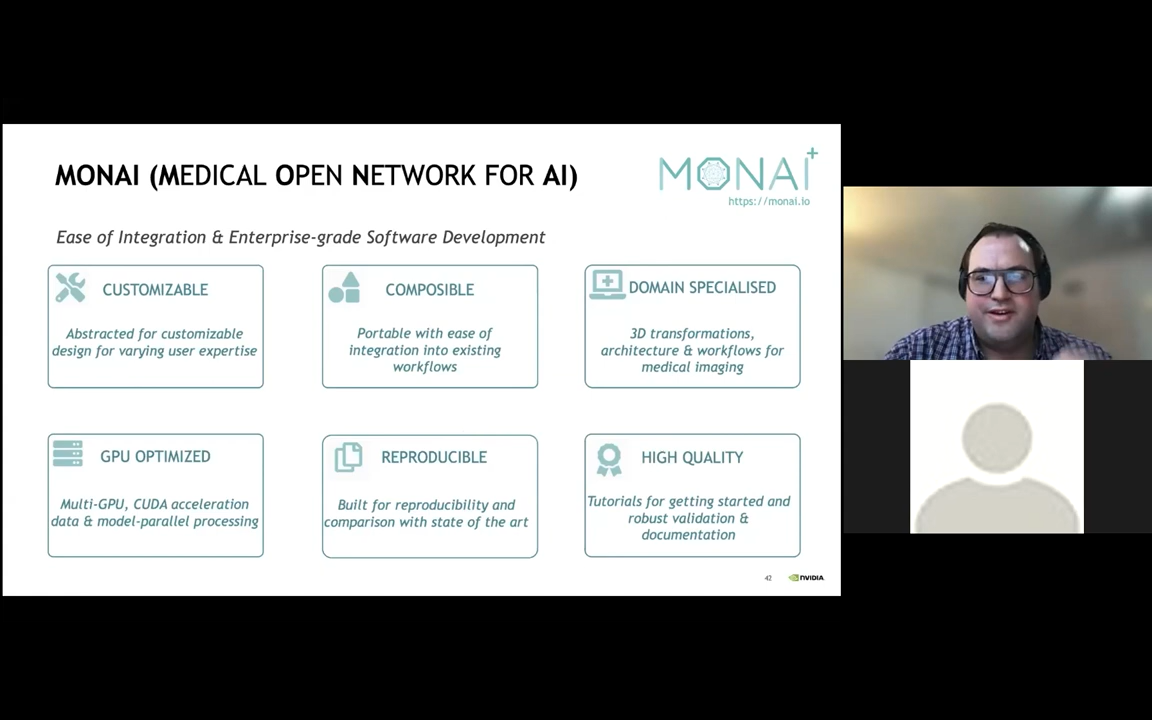 MONAI (MEDICAL OPEN NETWORK FOR AI)
MONAI+
https://monai.io
Ease of Integration & Enterprise-grade Software Development
CUSTOMIZABLE
Abstracted for customizable
design for varying user expertise
COMPOSIBLE
Portable with ease of
integration into existing
workflows
DOMAIN SPECIALISED
3D transformations,
architecture & workflows for
medical imaging
GPU OPTIMIZED
Multi-GPU, CUDA acceleration
data & model-parallel processing
REPRODUCIBLE
Built for reproducibility and
comparison with state of the art
HIGH QUALITY
Tutorials for getting started and
robust validation &
documentation
42
NVIDIA